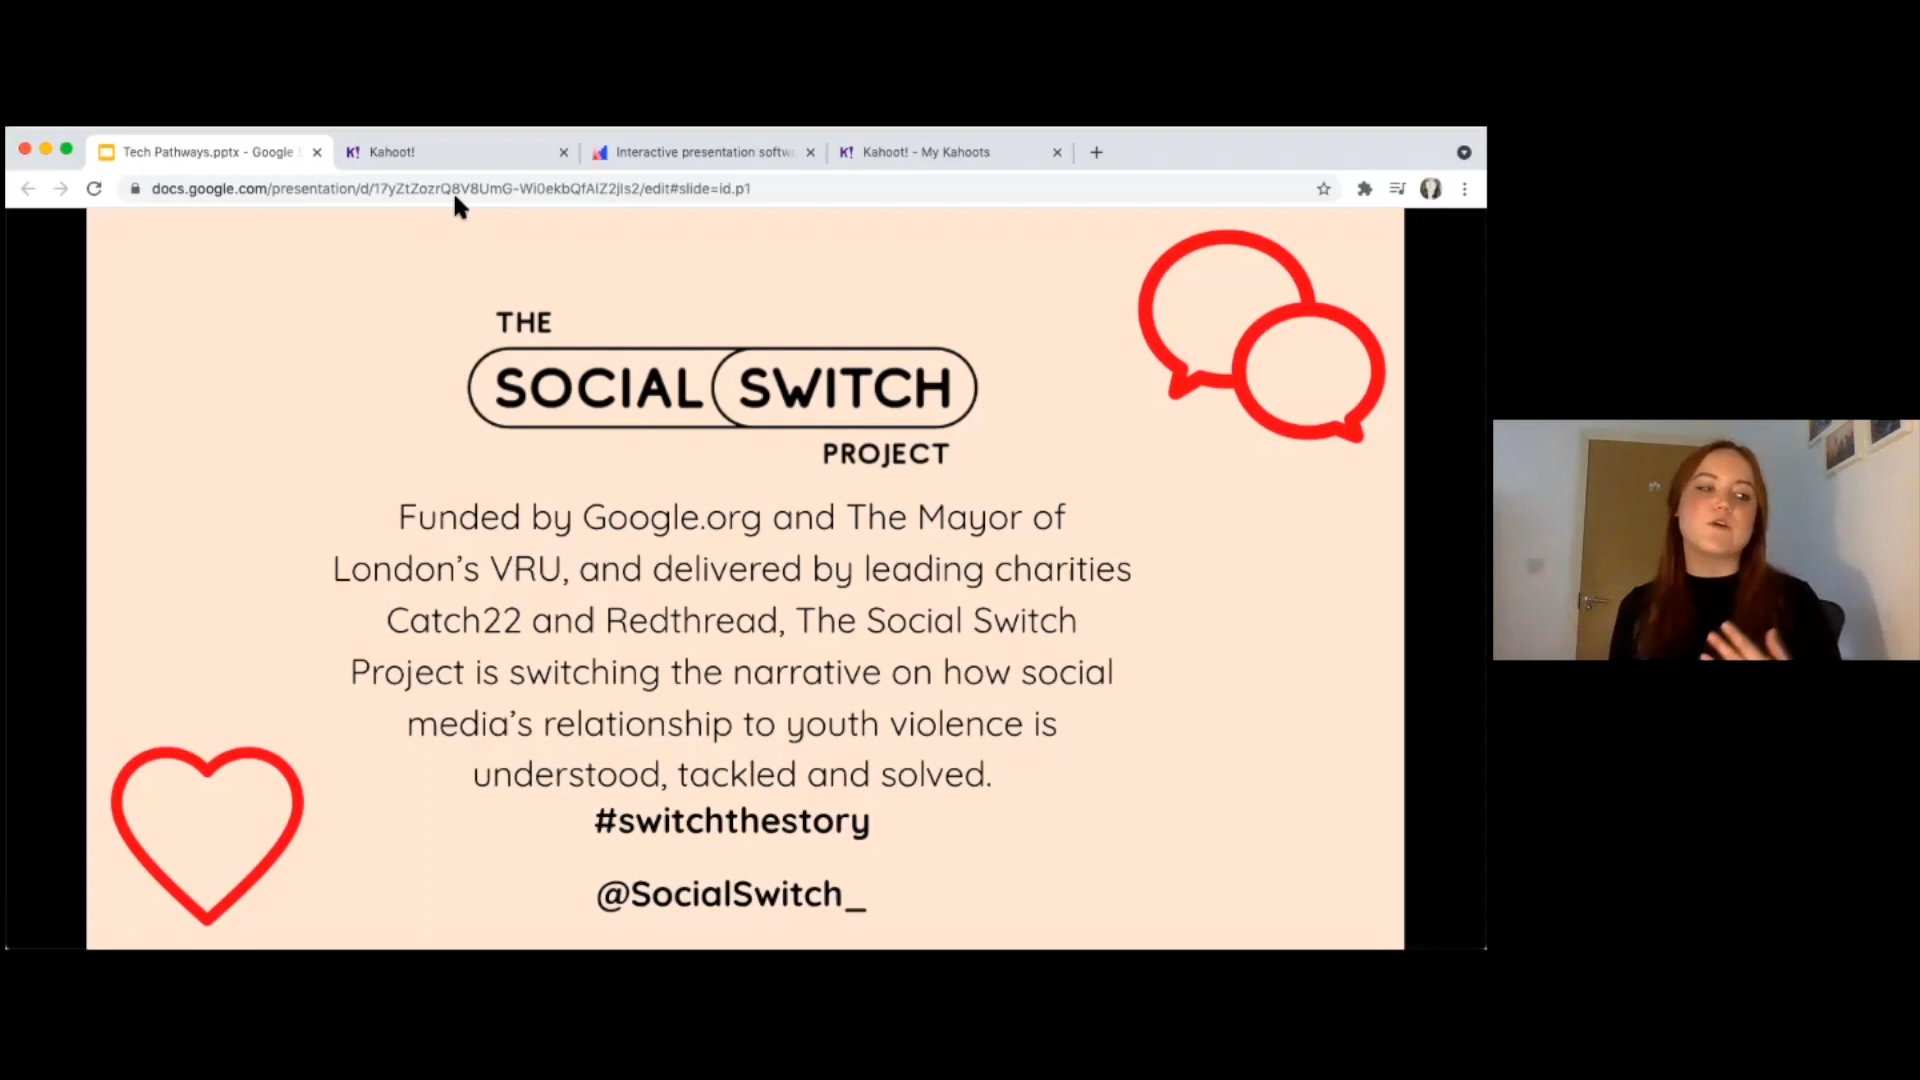 Tech Pathways.pptx - Google S
Kahoot!
Interactive presentation softw
Kahoot! - My Kahoots
docs.google.com/presentation/d/17yZtZozrQ8V8UmG-Wi0ekbQfAlZ2jIs2/edit#slide=id.p1
THE
SOCIAL SWITCH
PROJECT
Funded by Google.org and The Mayor of
London’s VRU, and delivered by leading charities
Catch22 and Redthread, The Social Switch
Project is switching the narrative on how social
media’s relationship to youth violence is
understood, tackled and solved.
#switchthestory
@SocialSwitch_